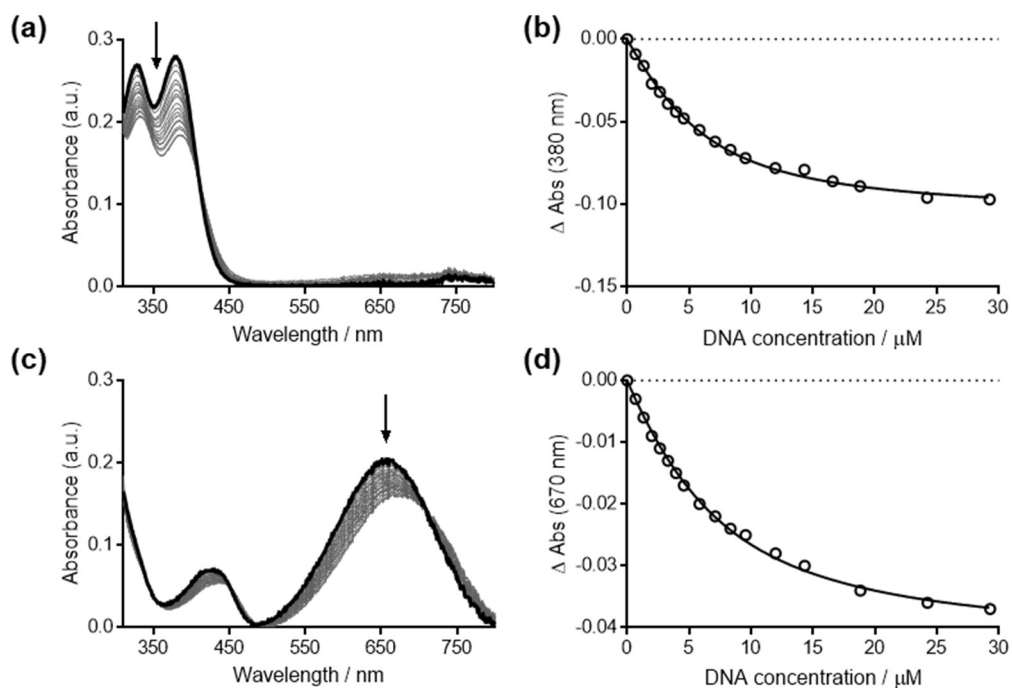 (a)
0.3
0.2
0.1
0.0
Absorbance (a.u.)
350 450 550 650 750
Wavelength / nm
(b)
0.00
-0.05
-0.10
-0.15
Δ Abs (380 nm)
0 5 10 15 20 25 30
DNA concentration / μM
(c)
0.3
0.2
0.1
0.0
Absorbance (a.u.)
350 450 550 650 750
Wavelength / nm
(d)
0.00
-0.01
-0.02
-0.03
-0.04
Δ Abs (670 nm)
0 5 10 15 20 25 30
DNA concentration / μM